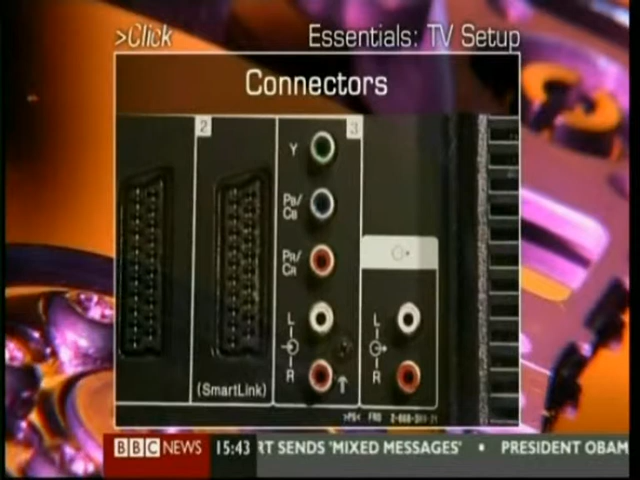 >Click
Essentials: TV Setup
Connectors
2
3
Y
PB/
CB
PR/
CR
L
R
L
R
(SmartLink)
BBC NEWS 15:43 RT SENDS 'MIXED MESSAGES' • PRESIDENT OBAM